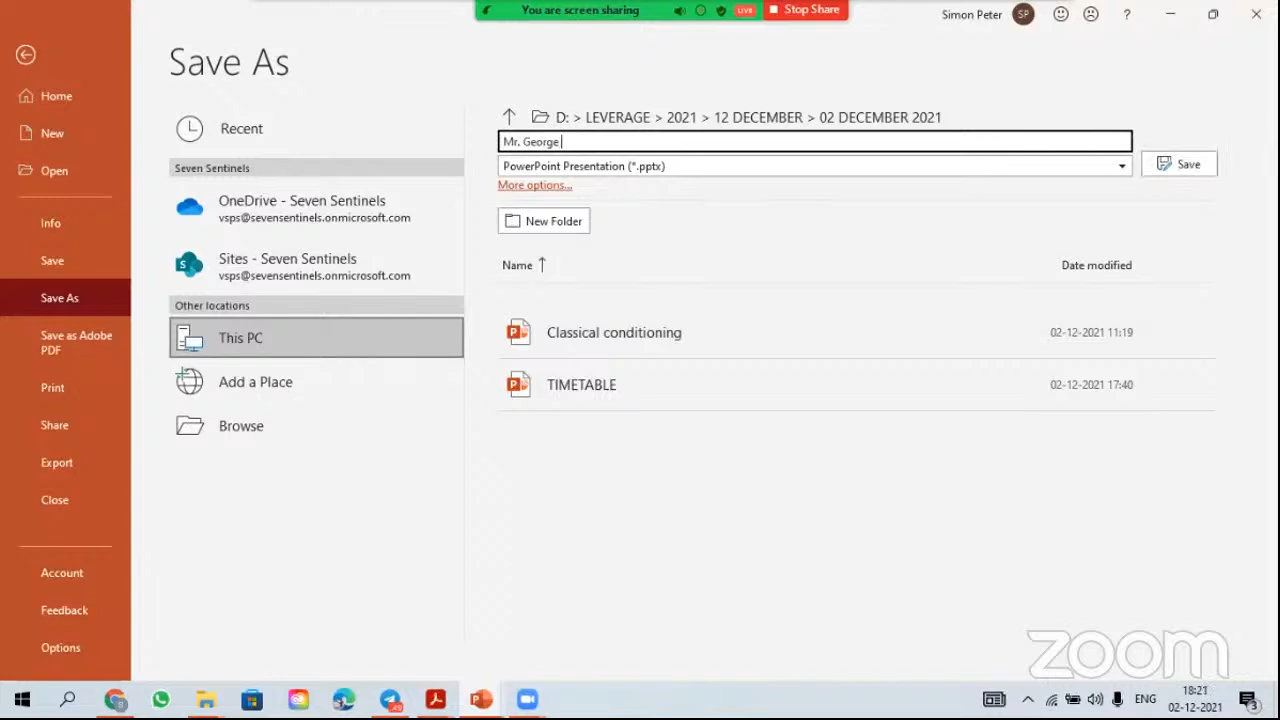 You are screen sharing
LIVE
Stop Share
Simon Peter
SP
?
Save As
Home
New
Open
Info
Save
Save As
Save as Adobe
PDF
Print
Share
Export
Close
Account
Feedback
Options
Recent
Seven Sentinels
OneDrive - Seven Sentinels
vsps@sevensentinels.onmicrosoft.com
Sites - Seven Sentinels
vsps@sevensentinels.onmicrosoft.com
Other locations
This PC
Add a Place
Browse
D: > LEVERAGE > 2021 > 12 DECEMBER > 02 DECEMBER 2021
Mr. George
PowerPoint Presentation (*.pptx)
Save
More options...
New Folder
Name
Date modified
Classical conditioning
02-12-2021 11:19
TIMETABLE
02-12-2021 17:40
zoom
ENG
18:21
02-12-2021
3